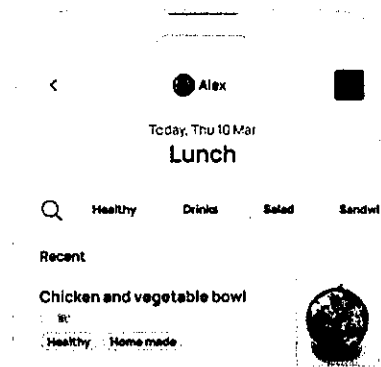 Alex
Today, Thu 10 Mar
Lunch
Healthy Drinks Salad Sandwi
Recent
Chicken and vegetable bowl
Healthy Home made